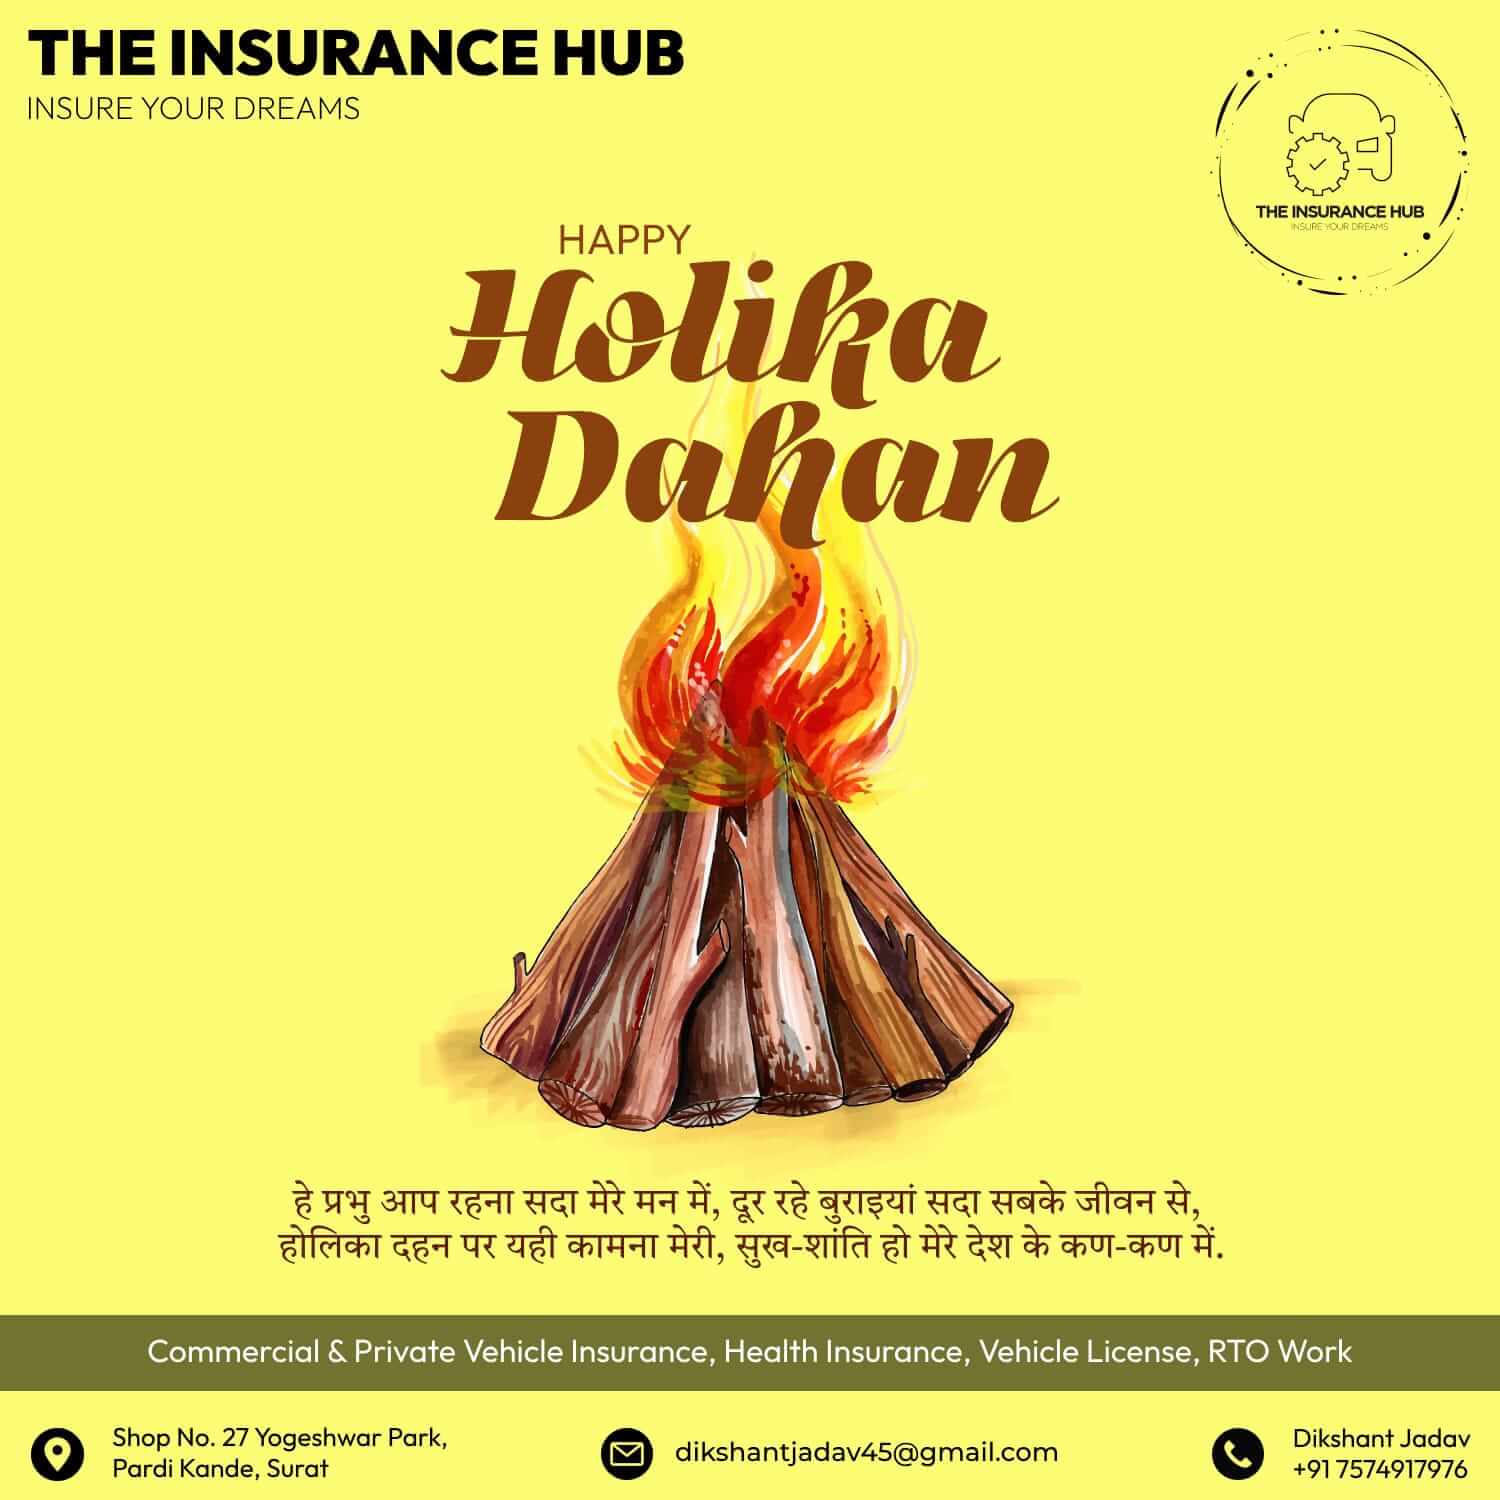 THE INSURANCE HUB
INSURE YOUR DREAMS
THE INSURANCE HUB
INSURE YOUR DREAMS
HAPPY
Holika
Dahan
हे प्रभु आप रहना सदा मेरे मन में, दूर रहे बुराइयां सदा सबके जीवन से,
होलिका दहन पर यही कामना मेरी, सुख-शांति हो मेरे देश के कण-कण में.
Commercial & Private Vehicle Insurance, Health Insurance, Vehicle License, RTO Work
Shop No. 27 Yogeshwar Park,
Pardi Kande, Surat
dikshantjadav45@gmail.com
Dikshant Jadav
+91 7574917976